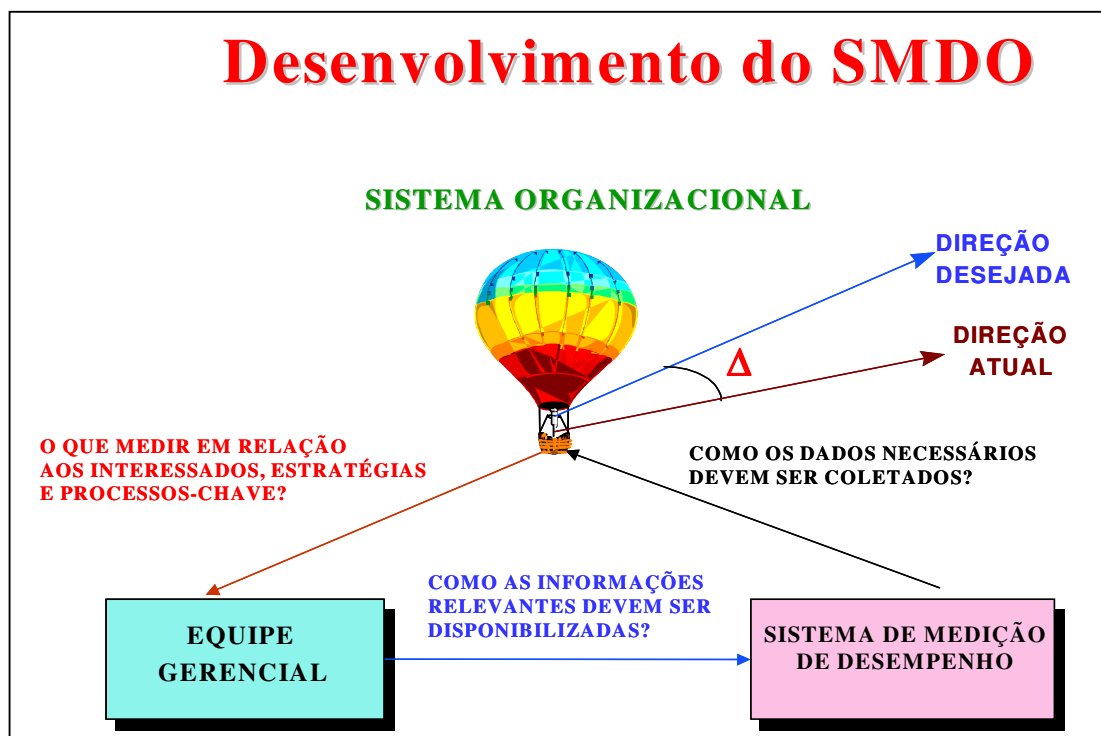 Desenvolvimento do SMDO
SISTEMA ORGANIZACIONAL
DIREÇÃO
DESEJADA
DIREÇÃO
ATUAL
Δ
O QUE MEDIR EM RELAÇÃO
AOS INTERESSADOS, ESTRATÉGIAS
E PROCESSOS-CHAVE?
COMO OS DADOS NECESSÁRIOS
DEVEM SER COLETADOS?
COMO AS INFORMAÇÕES
RELEVANTES DEVEM SER
DISPONIBILIZADAS?
EQUIPE
GERENCIAL
SISTEMA DE MEDIÇÃO
DE DESEMPENHO